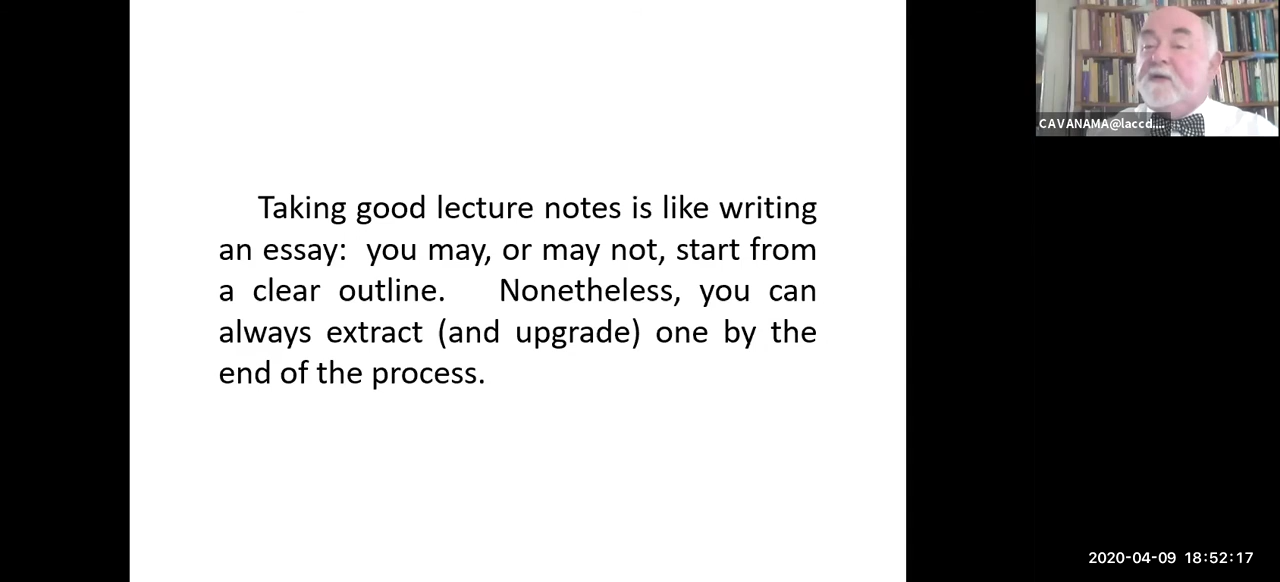 Taking good lecture notes is like writing
an essay:  you may, or may not, start from
a clear outline.   Nonetheless, you can
always extract (and upgrade) one by the
end of the process.
CAVANAMA@laccd....
2020-04-09 18:52:17